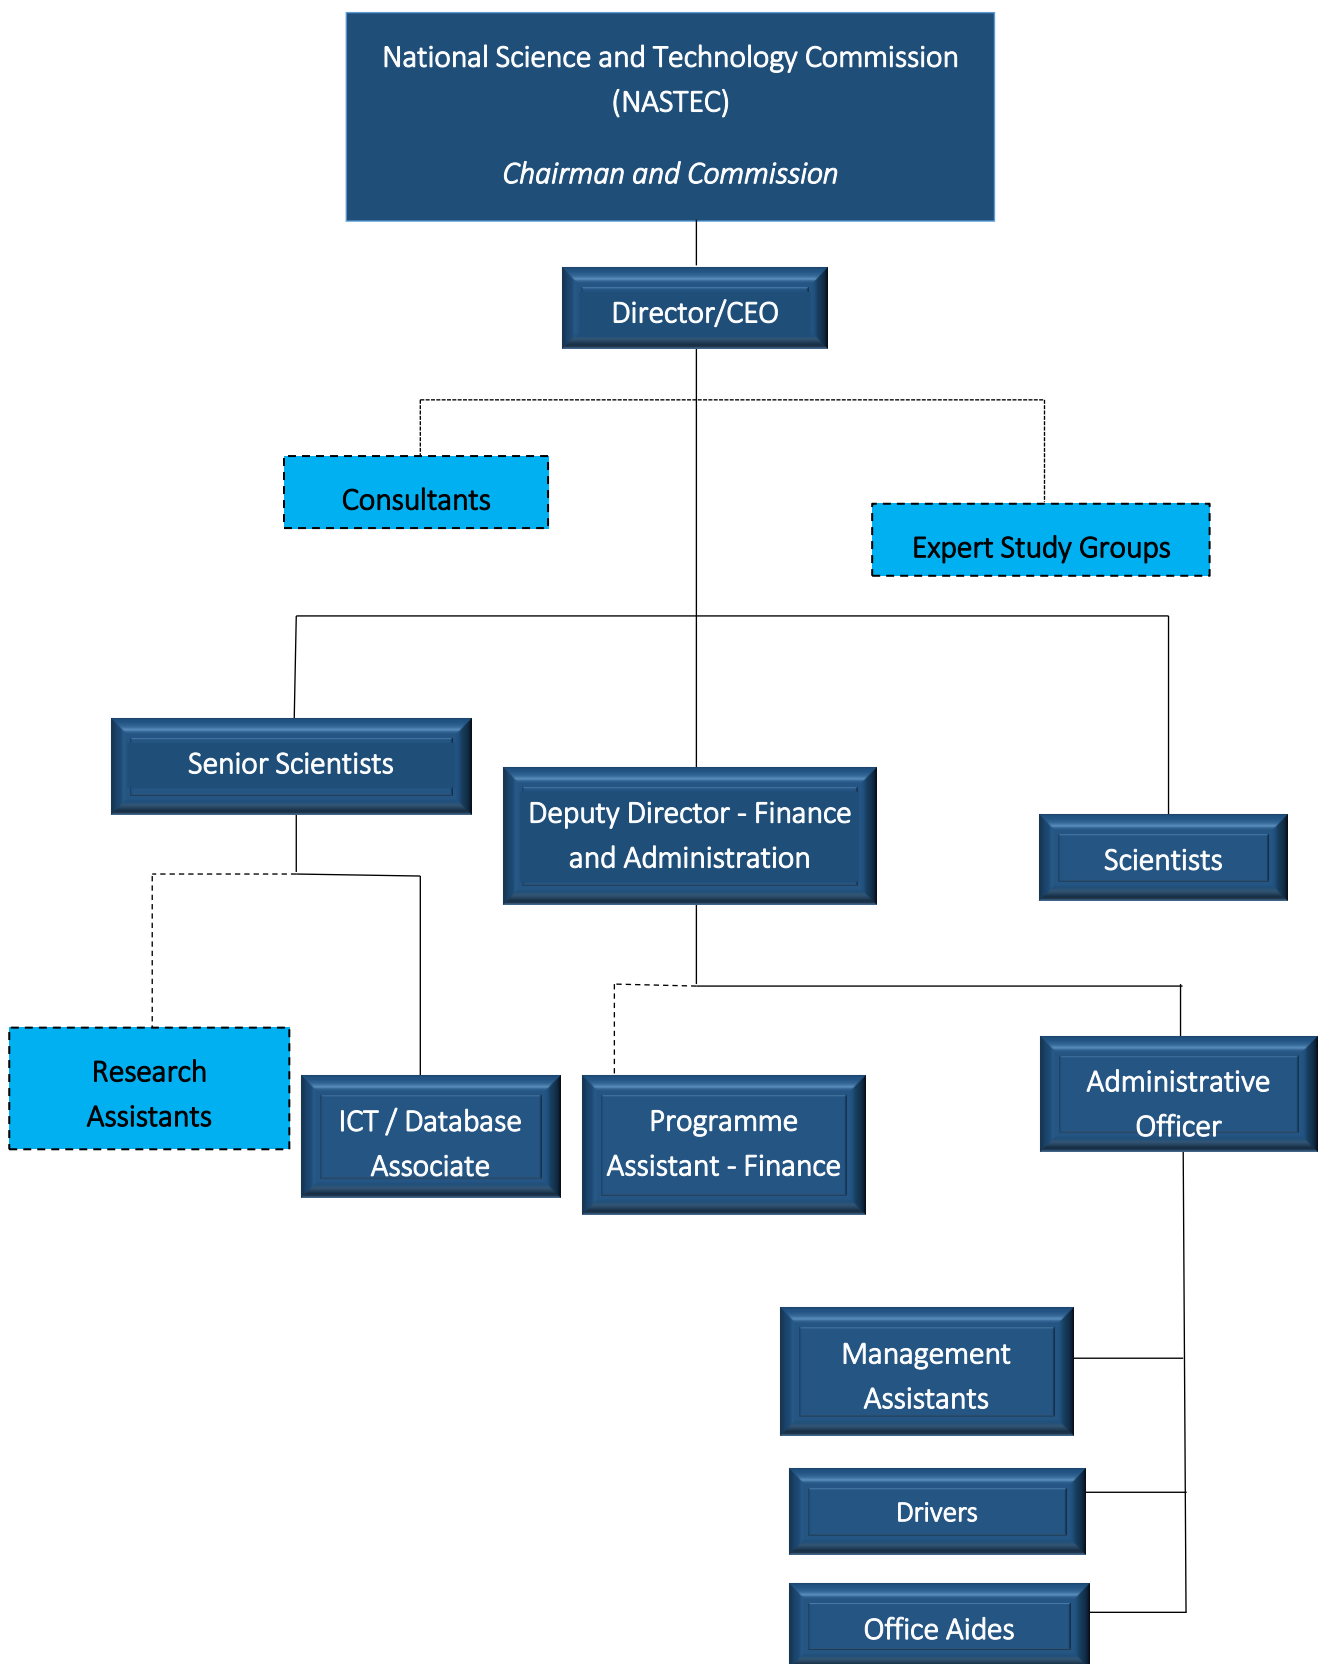 National Science and Technology Commission
(NASTEC)
Chairman and Commission
Director/CEO
Consultants
Expert Study Groups
Senior Scientists
Deputy Director - Finance
and Administration
Scientists
Research
Assistants
ICT / Database
Associate
Programme
Assistant - Finance
Administrative
Officer
Management
Assistants
Drivers
Office Aides